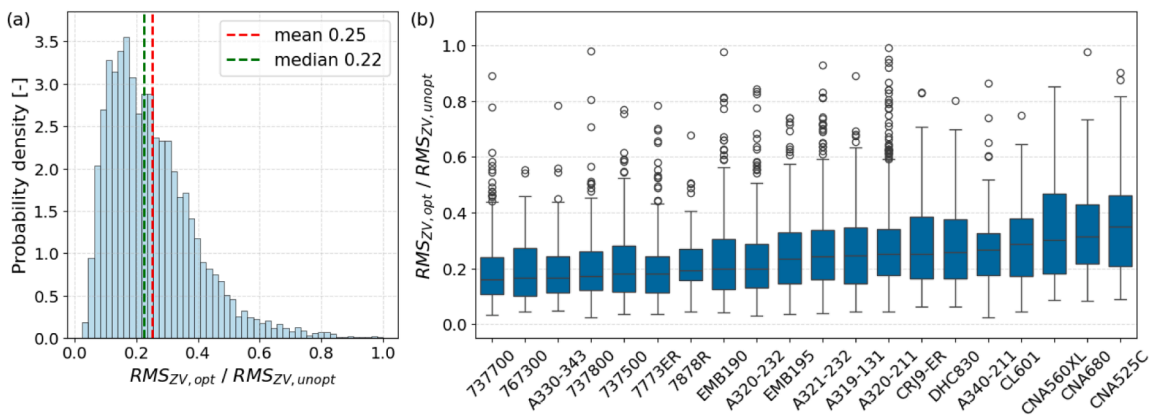 (a)
mean 0.25
median 0.22
Probability density [-]
3.5
3.0
2.5
2.0
1.5
1.0
0.5
0.0
0.0 0.2 0.4 0.6 0.8 1.0
RMS_ZV,opt / RMS_ZV,unopt
(b)
RMS_ZV,opt / RMS_ZV,unopt
1.0
0.8
0.6
0.4
0.2
0.0
737700 767300 A330-343 737800 737500 7773ER 7878R EMB190 A320-232 EMB195 A321-232 A319-131 A320-211 CRJ9-ER DHC830 A340-211 CL601 CNA560XL CNA680 CNA525C